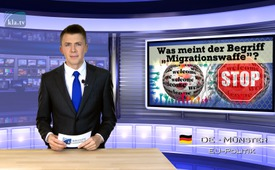 kla.tv
Was meint der Begriff
„Migrationswaffe"?
welcome
STOP
DE - MÜNSTER
EU-POLITIK